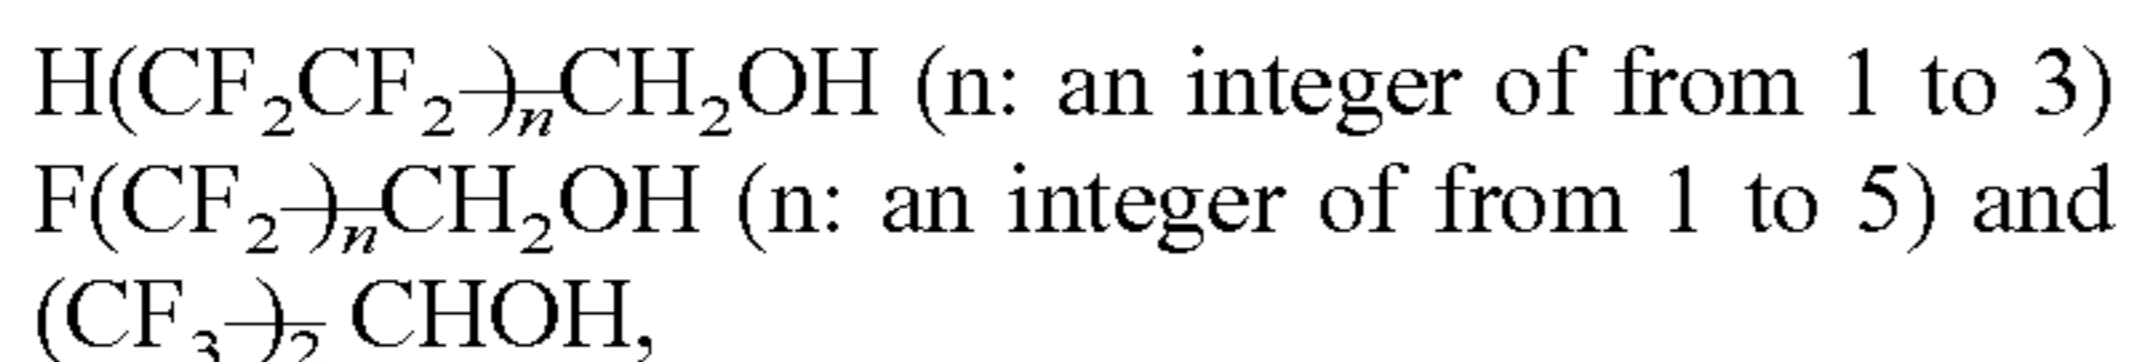 H(CF₂CF₂)ₙCH₂OH (n: an integer of from 1 to 3)
F(CF₂)ₙCH₂OH (n: an integer of from 1 to 5) and
(CF₃)₂ CHOH,